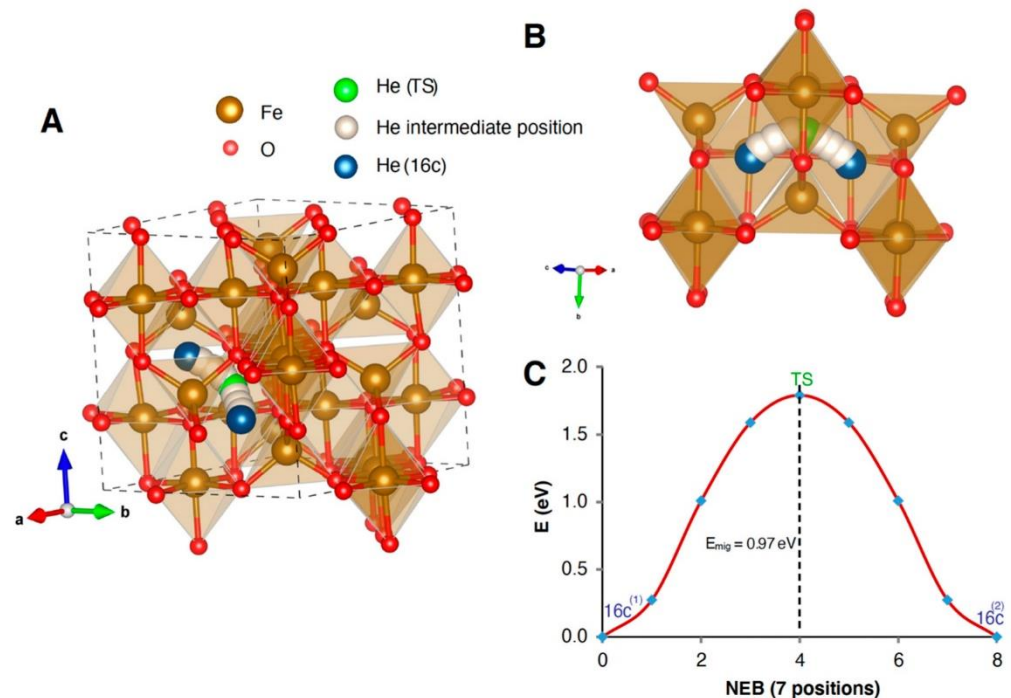 A
Fe
O
He (TS)
He intermediate position
He (16c)
c
a
b
B
c
a
b
C
2.0
1.5
1.0
0.5
0.0
E (eV)
TS
Emig = 0.97 eV
16c(1)
16c(2)
0
2
4
6
8
NEB (7 positions)